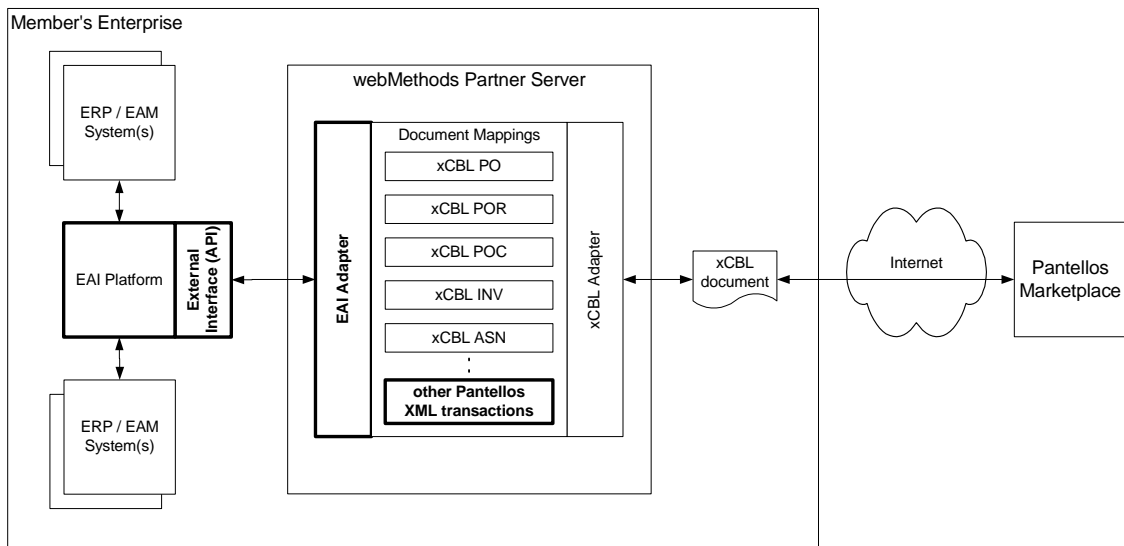 Member's Enterprise
ERP / EAM
System(s)
EAI Platform
External
Interface (API)
ERP / EAM
System(s)
webMethods Partner Server
EAI Adapter
Document Mappings
xCBL PO
xCBL POR
xCBL POC
xCBL INV
xCBL ASN
other Pantellos
XML transactions
xCBL Adapter
xCBL
document
Internet
Pantellos
Marketplace